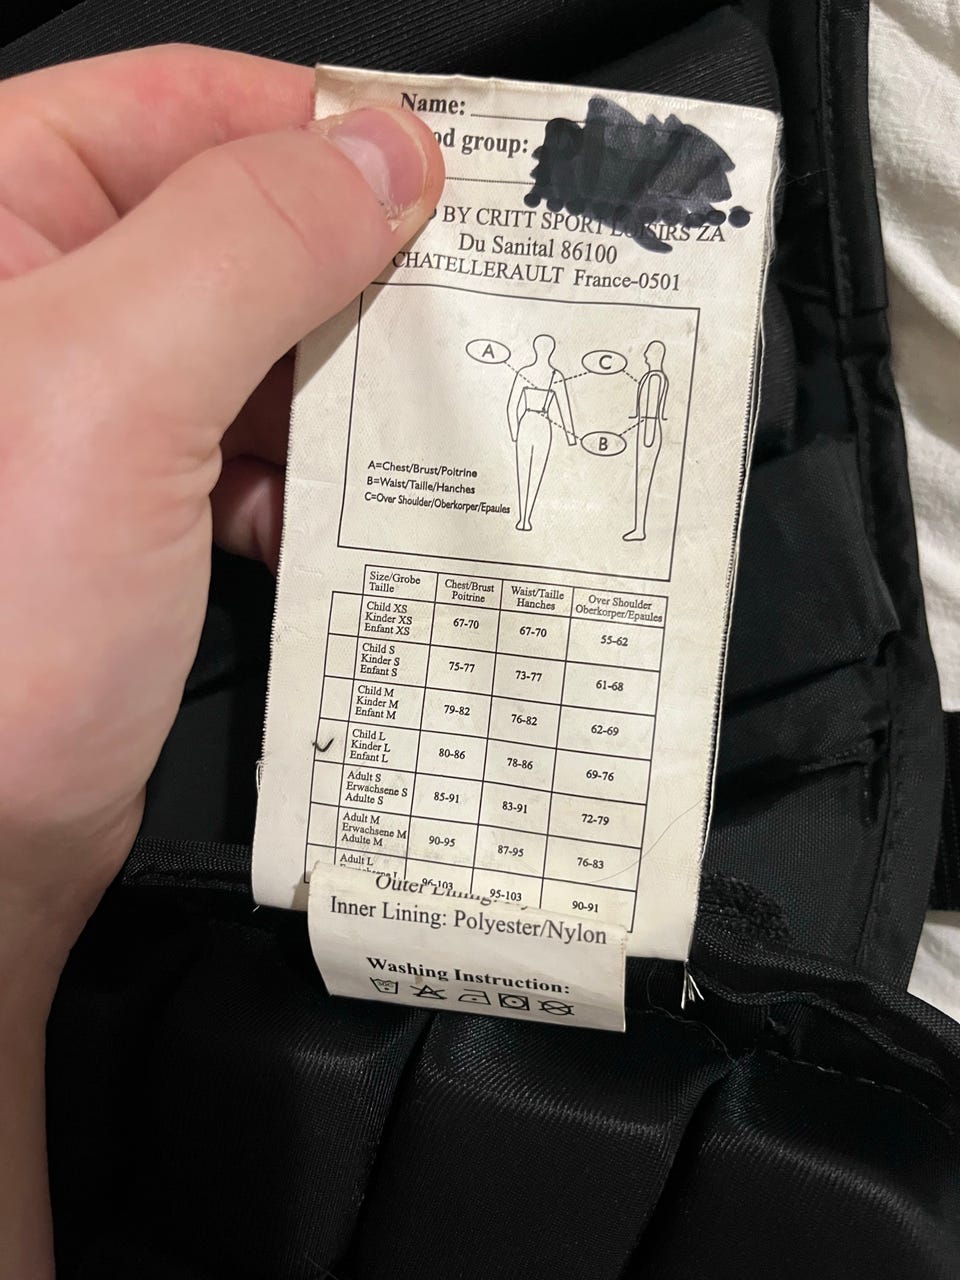 Name:
group:
BY CRITT SPORT LOISIRS ZA
Du Sanital 86100
CHATELLERAULT France-0501
A
C
B
A=Chest/Brust/Poitrine
B=Waist/Taille/Hanches
C=Over Shoulder/Oberkorper/Epaules
Size/Grobe Taille Chest/Brust Poitrine Waist/Taille Hanches Over Shoulder Oberkorper/Epaules
Child XS Kinder XS Enfant XS 67-70 67-70 55-62
Child S Kinder S Enfant S 75-77 73-77 61-68
Child M Kinder M Enfant M 79-82 76-82 62-69
Child L Kinder L Enfant L 80-86 78-86 69-76
Adult S Erwachsene S Adulte S 85-91 83-91 72-79
Adult M Erwachsene M Adulte M 90-95 87-95 76-83
Adult L 96-103 95-103 90-91
Outer
Inner Lining: Polyester/Nylon
Washing Instruction: